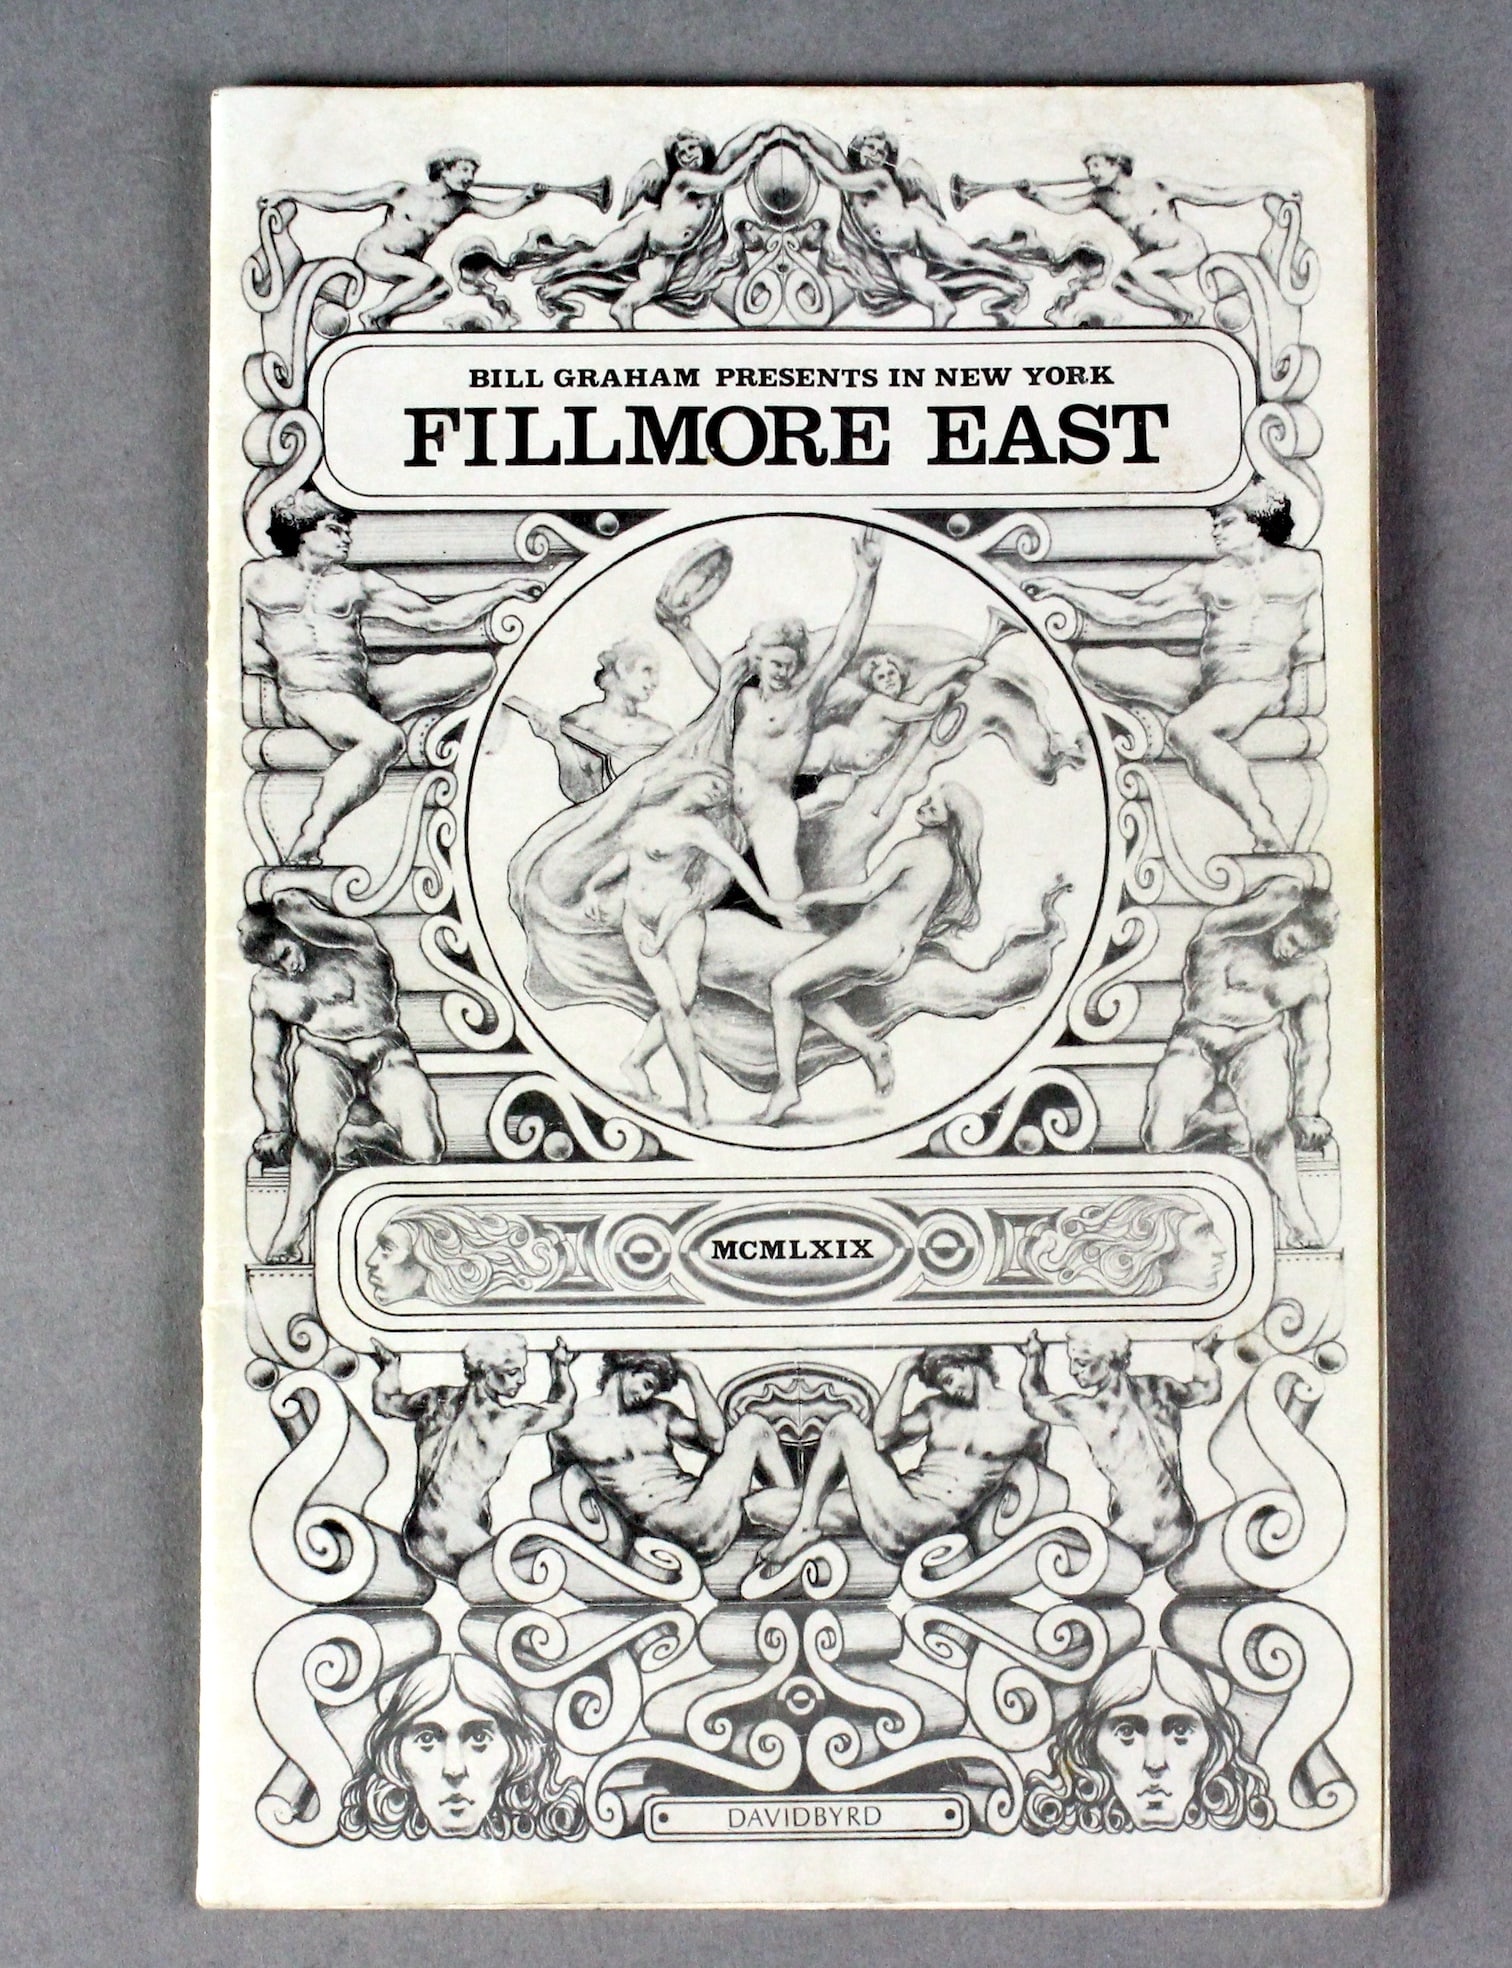 BILL GRAHAM PRESENTS IN NEW YORK
FILLMORE EAST
MCMLXIX
DAVIDBYRD